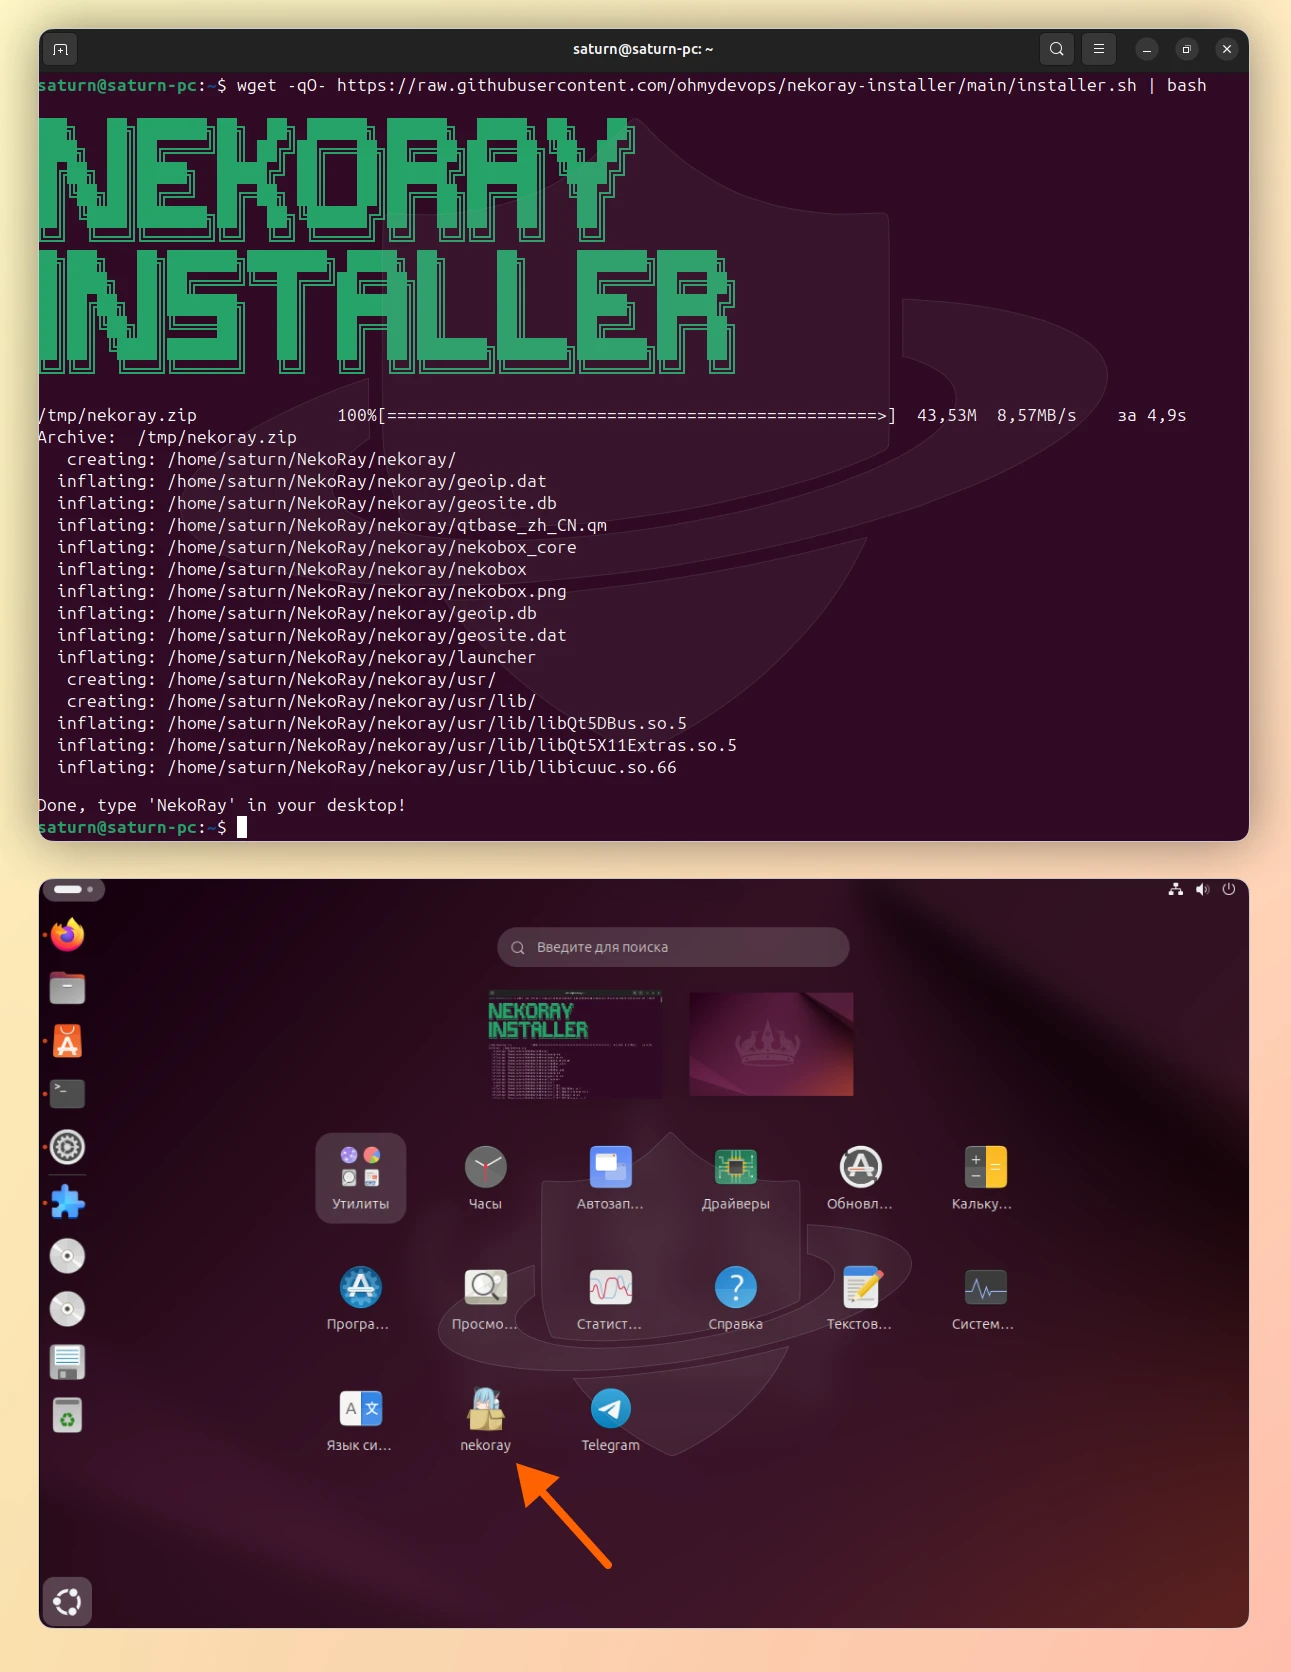 saturn@saturn-pc: ~
saturn@saturn-pc:~$ wget -qO- https://raw.githubusercontent.com/ohmydevops/nekoray-installer/main/installer.sh | bash
NEKORAY
INSTALLER
/tmp/nekoray.zip 100%[=================================================>] 43,53M 8,57MB/s за 4,9s
Archive: /tmp/nekoray.zip
creating: /home/saturn/NekoRay/nekoray/
inflating: /home/saturn/NekoRay/nekoray/geoip.dat
inflating: /home/saturn/NekoRay/nekoray/geosite.db
inflating: /home/saturn/NekoRay/nekoray/qtbase_zh_CN.qm
inflating: /home/saturn/NekoRay/nekoray/nekobox_core
inflating: /home/saturn/NekoRay/nekoray/nekobox
inflating: /home/saturn/NekoRay/nekoray/nekobox.png
inflating: /home/saturn/NekoRay/nekoray/geoip.db
inflating: /home/saturn/NekoRay/nekoray/geosite.dat
inflating: /home/saturn/NekoRay/nekoray/launcher
creating: /home/saturn/NekoRay/nekoray/usr/
creating: /home/saturn/NekoRay/nekoray/usr/lib/
inflating: /home/saturn/NekoRay/nekoray/usr/lib/libQt5DBus.so.5
inflating: /home/saturn/NekoRay/nekoray/usr/lib/libQt5X11Extras.so.5
inflating: /home/saturn/NekoRay/nekoray/usr/lib/libicuuc.so.66
Done, type 'NekoRay' in your desktop!
saturn@saturn-pc:~$
Введите для поиска
NEKORAY
INSTALLER
Утилиты Часы Автозап... Драйверы Обновл... Кальку...
Програ... Просмо... Статист... Справка Текстов... Систем...
Язык си... nekoray Telegram